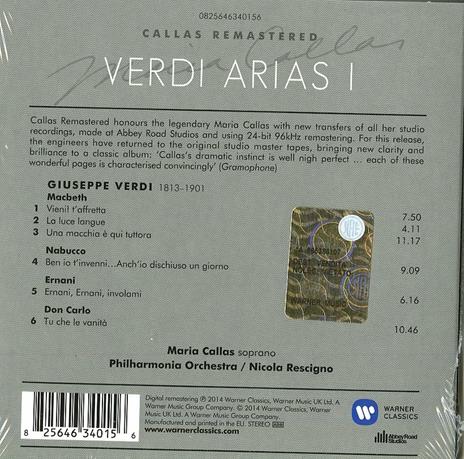 0825646340156
CALLAS REMASTERED
Maria Callas
VERDI ARIAS I
Callas Remastered honours the legendary Maria Callas with new transfers of all her studio
recordings, made at Abbey Road Studios and using 24-bit 96kHz remastering. For this release,
the engineers have returned to the original studio master tapes, bringing new clarity and
brilliance to a classic album: ‘Callas’s dramatic instinct is well nigh perfect ... each of these
wonderful pages is characterised convincingly’ (Gramophone)
GIUSEPPE VERDI 1813–1901
Macbeth
1 Vieni! t’affretta 7.50
2 La luce langue 4.11
3 Una macchia è qui tuttora 11.17
Nabucco
4 Ben io t’invenni...Anch’io dischiuso un giorno 9.09
Ernani
5 Ernani, Ernani, involami 6.16
Don Carlo
6 Tu che le vanità 10.46
WARNER MUSIC
Maria Callas soprano
Philharmonia Orchestra / Nicola Rescigno
8 25646 34015 6
Digital remastering ℗ 2014 Warner Classics, Warner Music UK Ltd. A
Warner Music Group Company. © 2014 Warner Classics, Warner
Music UK Ltd. A Warner Music Group Company.
Manufactured and printed in the EU. STEREO
www.warnerclassics.com
WARNER
CLASSICS
Abbey Road
Studios